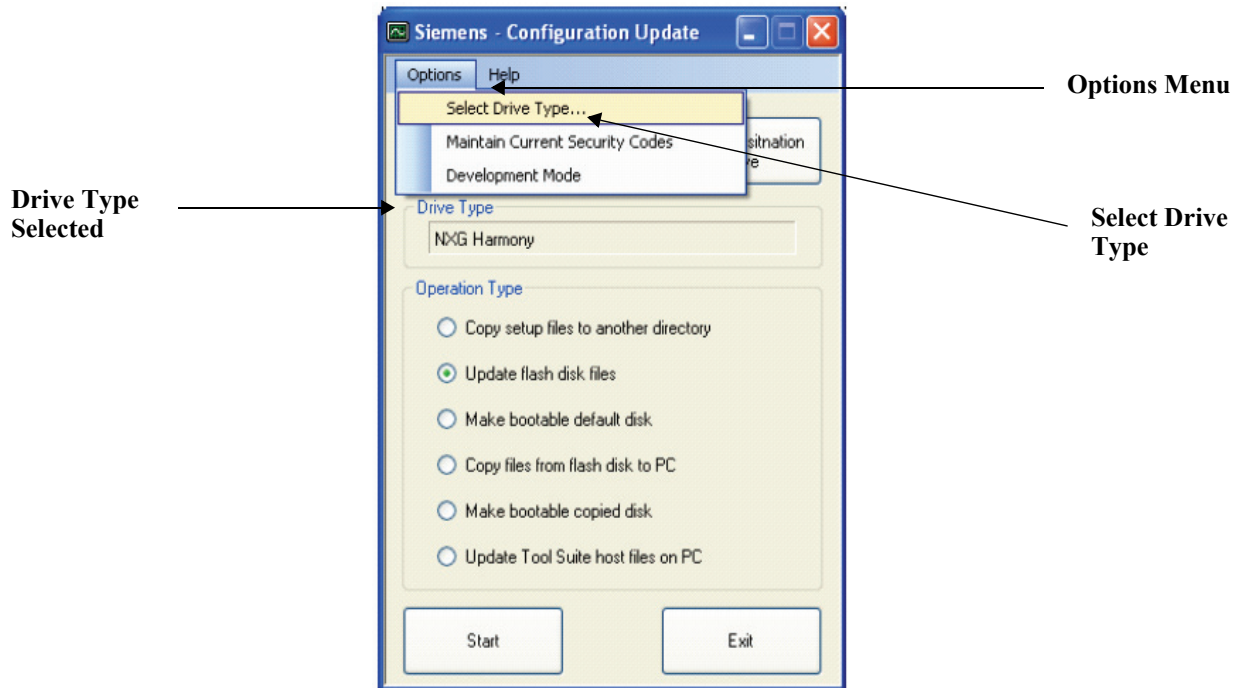 Siemens - Configuration Update
Options Help
Options Menu
Select Drive Type...
Maintain Current Security Codes
Development Mode
Drive Type
Selected
Drive Type
NXG Harmony
Select Drive
Type
Operation Type
Copy setup files to another directory
Update flash disk files
Make bootable default disk
Copy files from flash disk to PC
Make bootable copied disk
Update Tool Suite host files on PC
Start
Exit